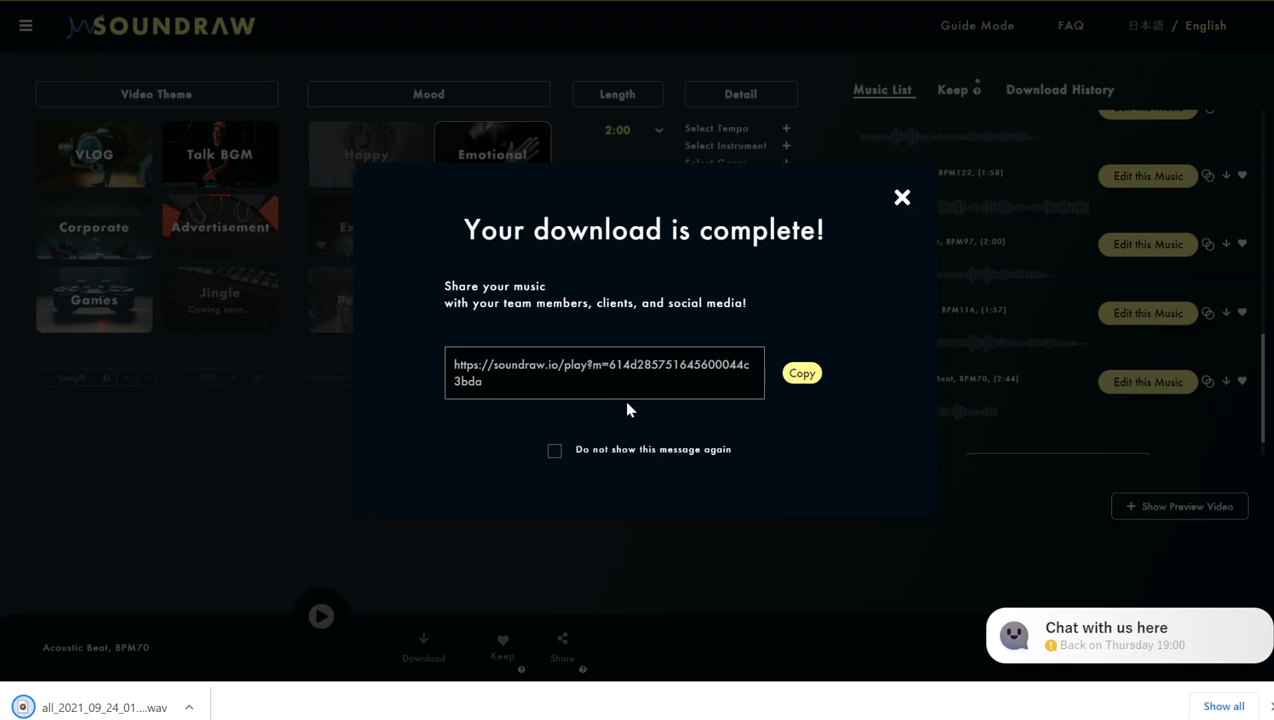 SOUNDRAW
Guide Mode
FAQ
日本語 / English
Video Theme
Mood
Length
Detail
Music List
Keep
Download History
VLOG
Talk BGM
Happy
Emotional
2:00
Select Tempo
Select Instrument
Edit this Music
BPM122, (1:58)
Edit this Music
Corporate
Advertisement
Your download is complete!
BPM97, (2:00)
Edit this Music
Share your music
with your team members, clients, and social media!
Games
Jingle
Coming soon...
BPM116, (1:57)
Edit this Music
https://soundraw.io/play?m=614d285751645600044c
3bda
Copy
Length
Beat, BPM70, (2:44)
Edit this Music
Do not show this message again
+ Show Preview Video
Acoustic Beat, BPM70
Download
Keep
Share
Chat with us here
Back on Thursday 19:00
all_2021_09_24_01....wav
Show all